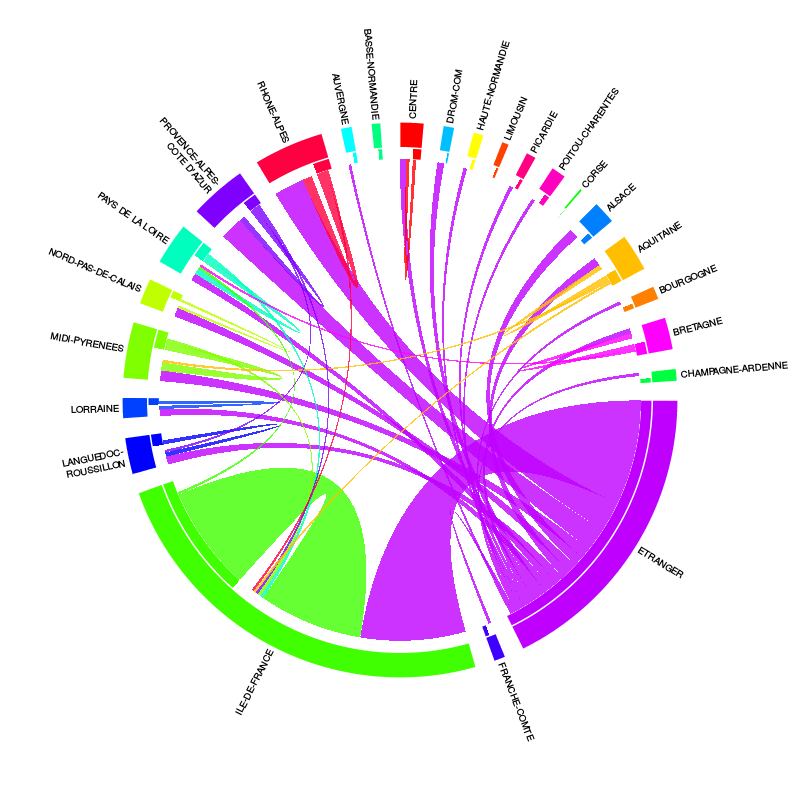 BASSE-NORMANDIE
CENTRE
DROM-COM
HAUTE-NORMANDIE
LIMOUSIN
PICARDIE
POITOU-CHARENTES
CORSE
ALSACE
AQUITAINE
BOURGOGNE
BRETAGNE
CHAMPAGNE-ARDENNE
ETRANGER
FRANCHE-COMTE
ILE-DE-FRANCE
LANGUEDOC-
ROUSSILLON
LORRAINE
MIDI-PYRENEES
NORD-PAS-DE-CALAIS
PAYS DE LA LOIRE
PROVENCE-ALPES-
COTE D'AZUR
RHONE-ALPES
AUVERGNE